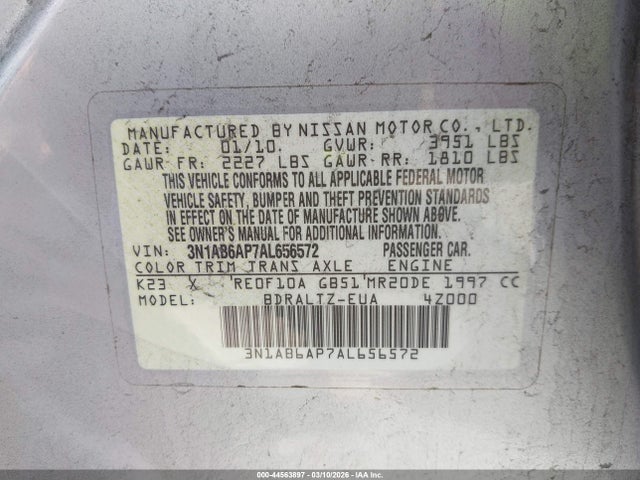 MANUFACTURED BY NISSAN MOTOR CO., LTD.
DATE: 01/10. GVWR: 3951 LBS
GAWR FR: 2227 LBS GAWR-RR: 1810 LBS
THIS VEHICLE CONFORMS TO ALL APPLICABLE FEDERAL MOTOR
VEHICLE SAFETY, BUMPER AND THEFT PREVENTION STANDARDS
IN EFFECT ON THE DATE OF MANUFACTURE SHOWN ABOVE.
SEE OWNER'S MANUAL FOR ADDITIONAL INFORMATION.
VIN: 3N1AB6AP7AL656572 PASSENGER CAR.
COLOR TRIM TRANS AXLE ENGINE
K23 X 'RE0F10A GB51'MR20DE 1997 CC
MODEL: BDRALTZ-EUA 4Z000
3N1AB6AP7AL656572
000-44563897 - 03/10/2026 - IAA, Inc.